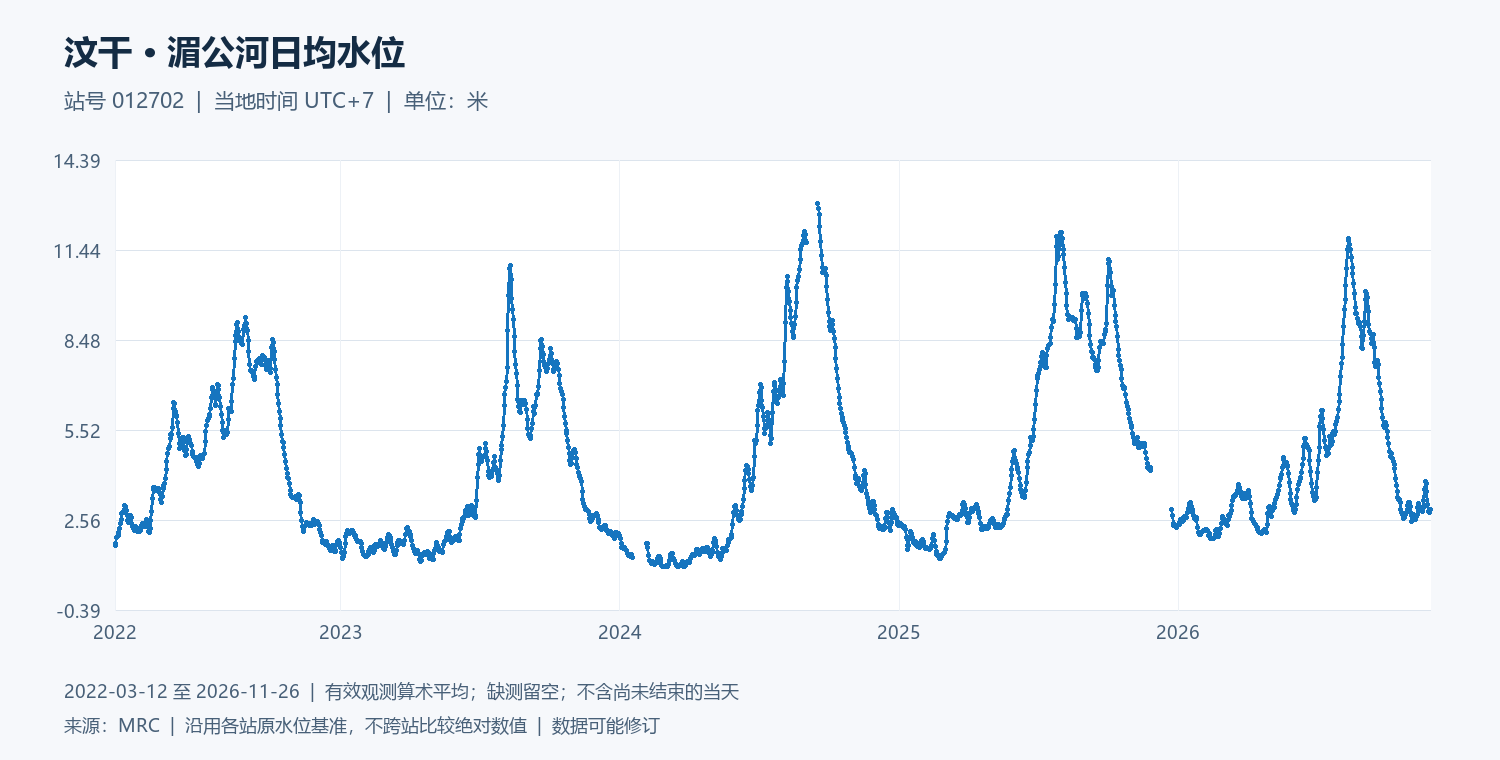 汶干·湄公河日均水位
站号 012702 | 当地时间 UTC+7 | 单位：米
14.39
11.44
8.48
5.52
2.56
-0.39
2022
2023
2024
2025
2026
2022-03-12 至 2026-11-26 | 有效观测算术平均；缺测留空；不含尚未结束的当天
来源：MRC | 沿用各站原水位基准，不跨站比较绝对数值 | 数据可能修订